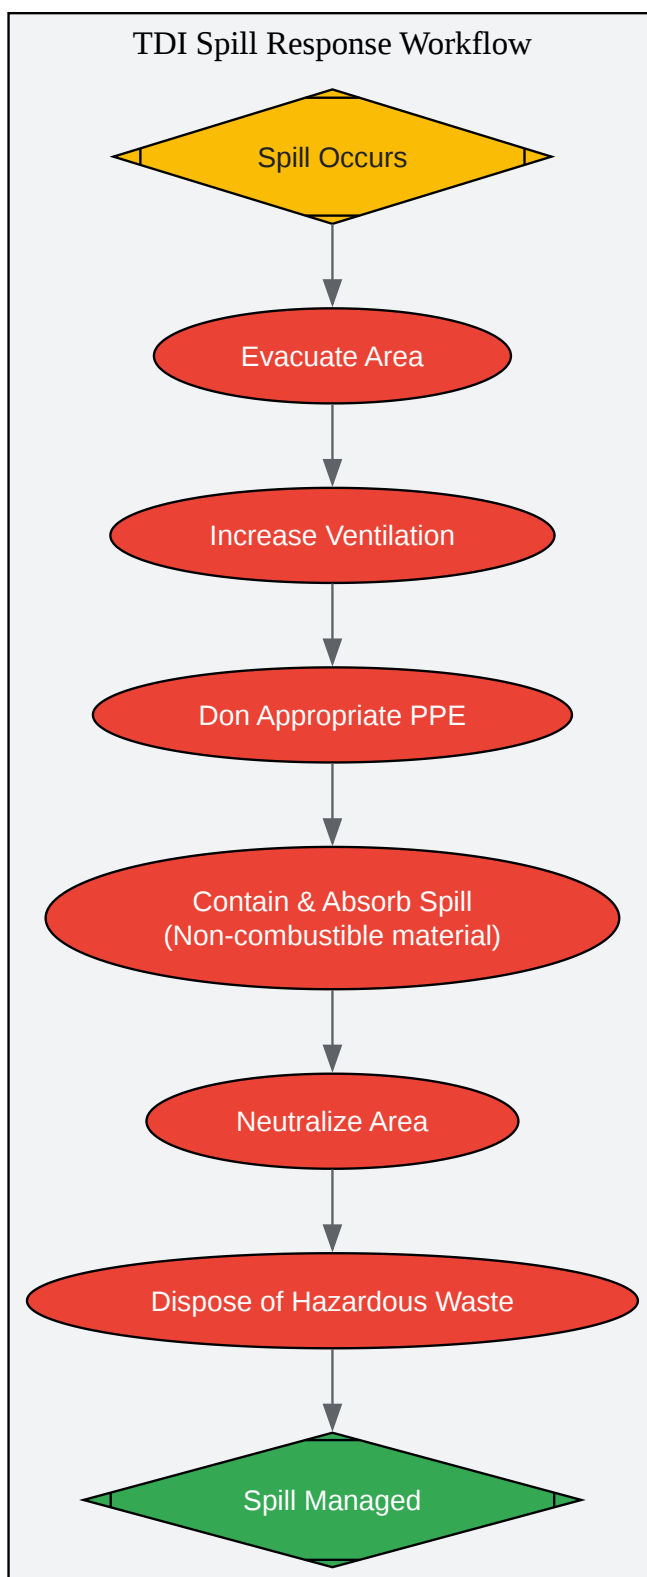 TDI Spill Response Workflow
Spill Occurs
Evacuate Area
Increase Ventilation
Don Appropriate PPE
Contain & Absorb Spill
(Non-combustible material)
Neutralize Area
Dispose of Hazardous Waste
Spill Managed